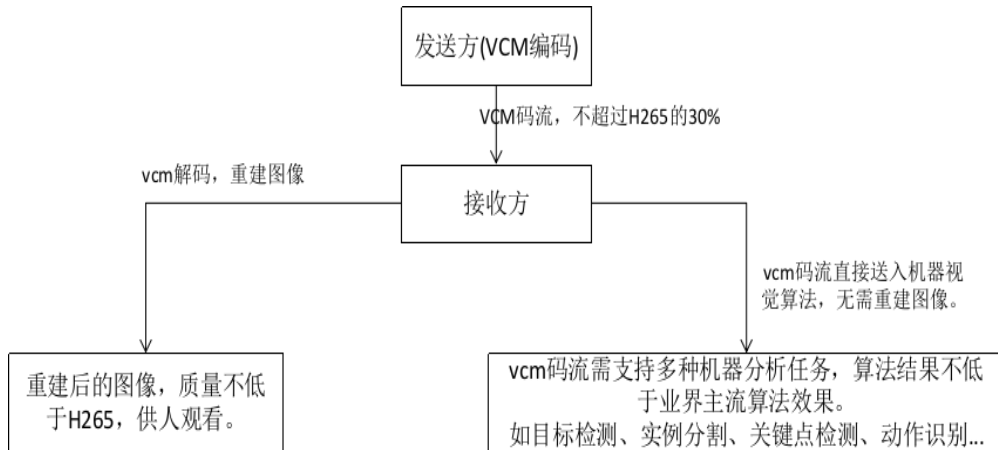 发送方(VCM编码)
VCM码流，不超过H265的30%
vcm解码，重建图像
接收方
vcm码流直接送入机器视
觉算法，无需重建图像。
重建后的图像，质量不低
于H265，供人观看。
vcm码流需支持多种机器分析任务，算法结果不低
于业界主流算法效果。
如目标检测、实例分割、关键点检测、动作识别...